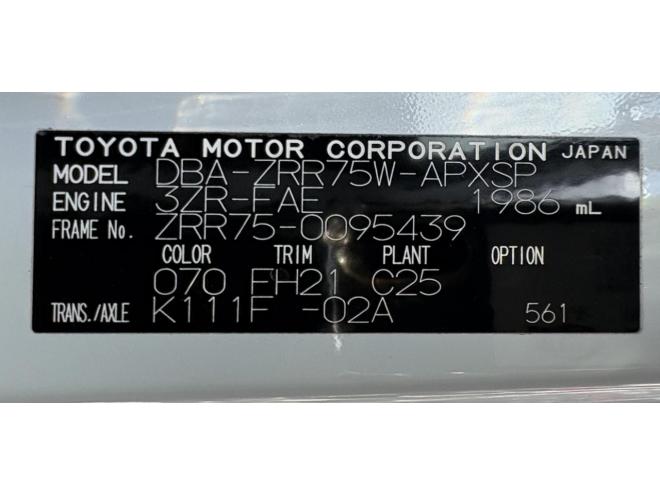 TOYOTA MOTOR CORPORATION JAPAN
MODEL DBA-ZRR75W-APXSP
ENGINE 3ZR-FAE 1986 mL
FRAME No. ZRR75-0095439
COLOR TRIM PLANT OPTION
070 FH21 C25
TRANS./AXLE K111F -02A 561